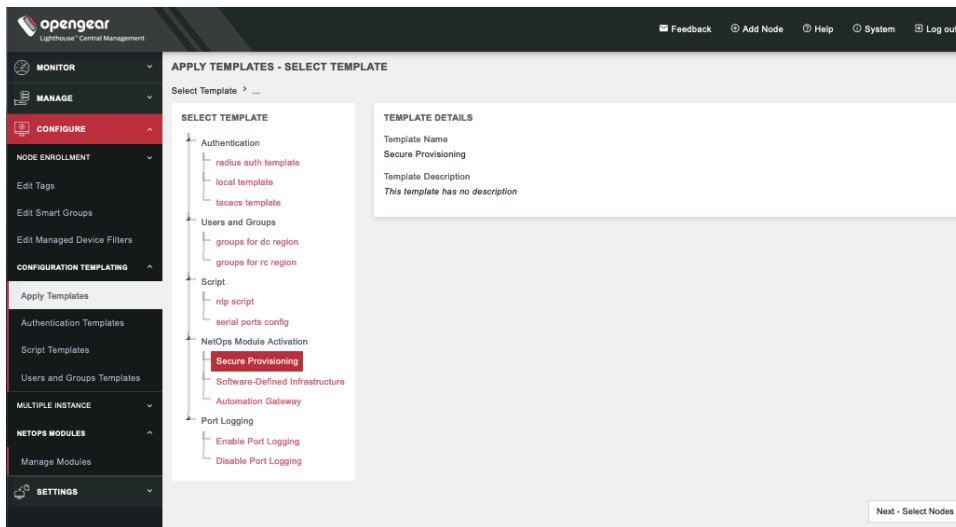 opengear
Lighthouse™ Central Management
Feedback
Add Node
Help
System
Log out
MONITOR
MANAGE
CONFIGURE
NODE ENROLLMENT
Edit Tags
Edit Smart Groups
Edit Managed Device Filters
CONFIGURATION TEMPLATING
Apply Templates
Authentication Templates
Script Templates
Users and Groups Templates
MULTIPLE INSTANCE
NETOPS MODULES
Manage Modules
SETTINGS
APPLY TEMPLATES - SELECT TEMPLATE
Select Template > ...
SELECT TEMPLATE
Authentication
radius auth template
local template
tacacs template
Users and Groups
groups for dc region
groups for rc region
Script
ntp script
serial ports config
NetOps Module Activation
Secure Provisioning
Software-Defined Infrastructure
Automation Gateway
Port Logging
Enable Port Logging
Disable Port Logging
TEMPLATE DETAILS
Template Name
Secure Provisioning
Template Description
This template has no description
Next - Select Nodes